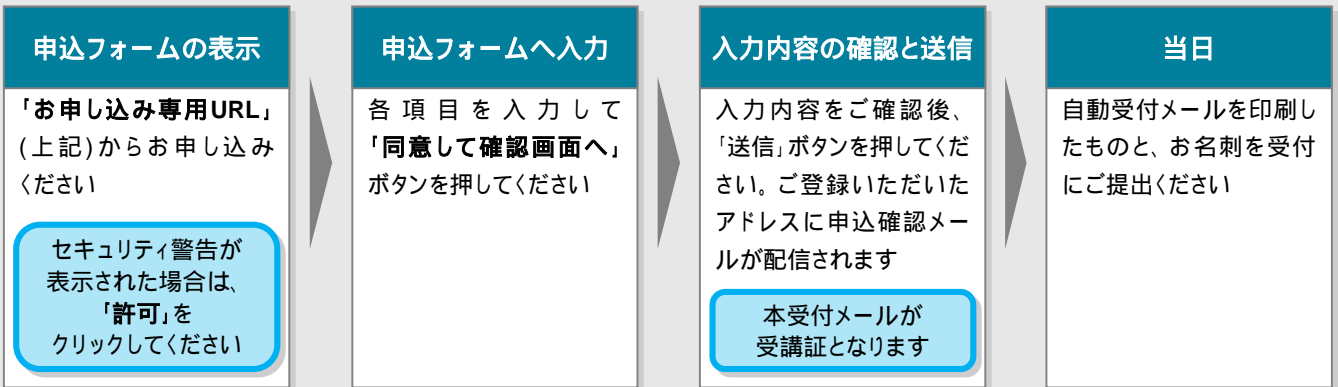 申込フォームの表示
「お申し込み専用URL」
(上記)からお申し込み
ください
セキュリティ警告が
表示された場合は、
「許可」を
クリックしてください
申込フォームへ入力
各項目を入力して
「同意して確認画面へ」
ボタンを押してください
入力内容の確認と送信
入力内容をご確認後、
「送信」ボタンを押してくだ
さい。ご登録いただいた
アドレスに申込確認メー
ルが配信されます
本受付メールが
受講証となります
当日
自動受付メールを印刷し
たものと、お名刺を受付
にご提出ください